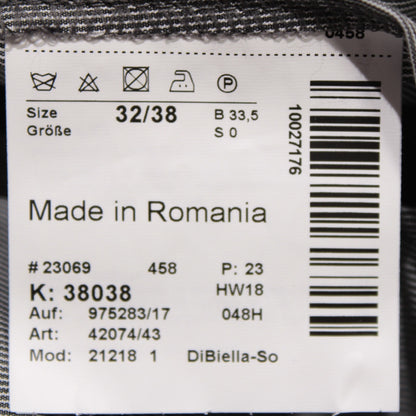 0458
P
Size 32/38 B 33,5
Größe S 0
10027176
Made in Romania
# 23069 458 P: 23
K: 38038 HW18
Auf: 975283/17 048H
Art: 42074/43
Mod: 21218 1 DiBiella-So